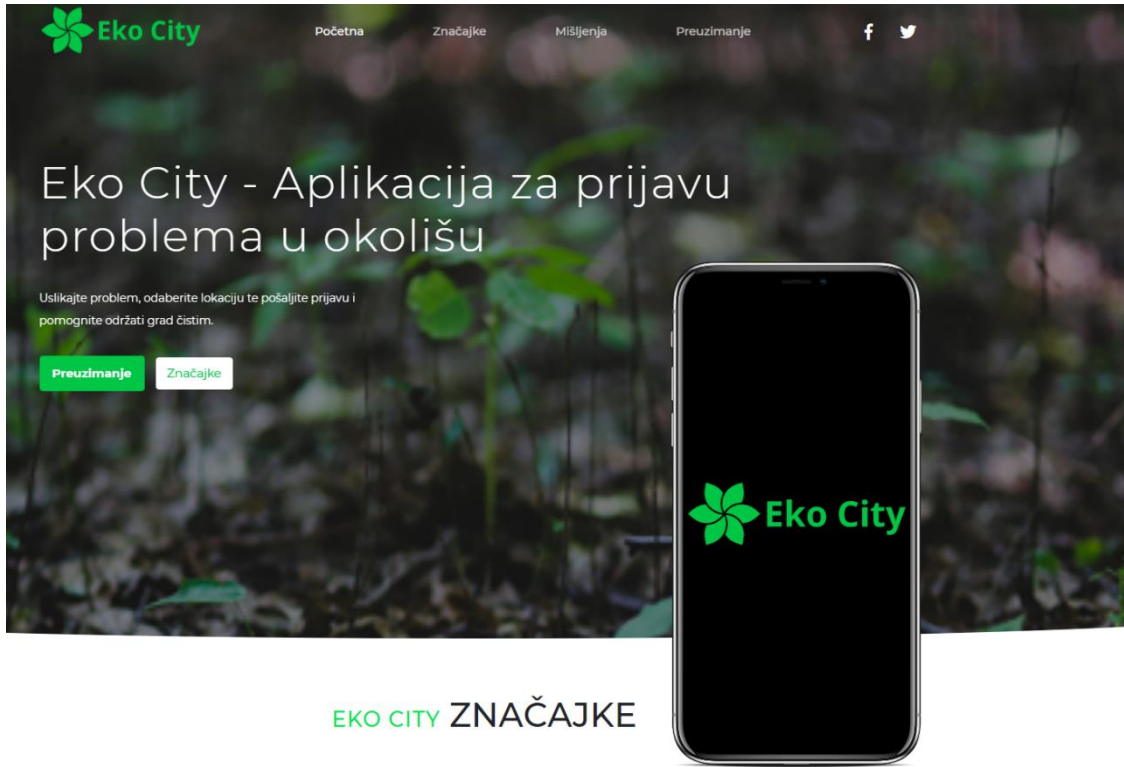 Eko City
Početna
Značajke
Mišljenja
Preuzimanje
Eko City - Aplikacija za prijavu
problema u okolišu
Uslikajte problem, odaberite lokaciju te pošaljite prijavu i
pomognite održati grad čistim.
Preuzimanje
Značajke
Eko City
EKO CITY ZNAČAJKE